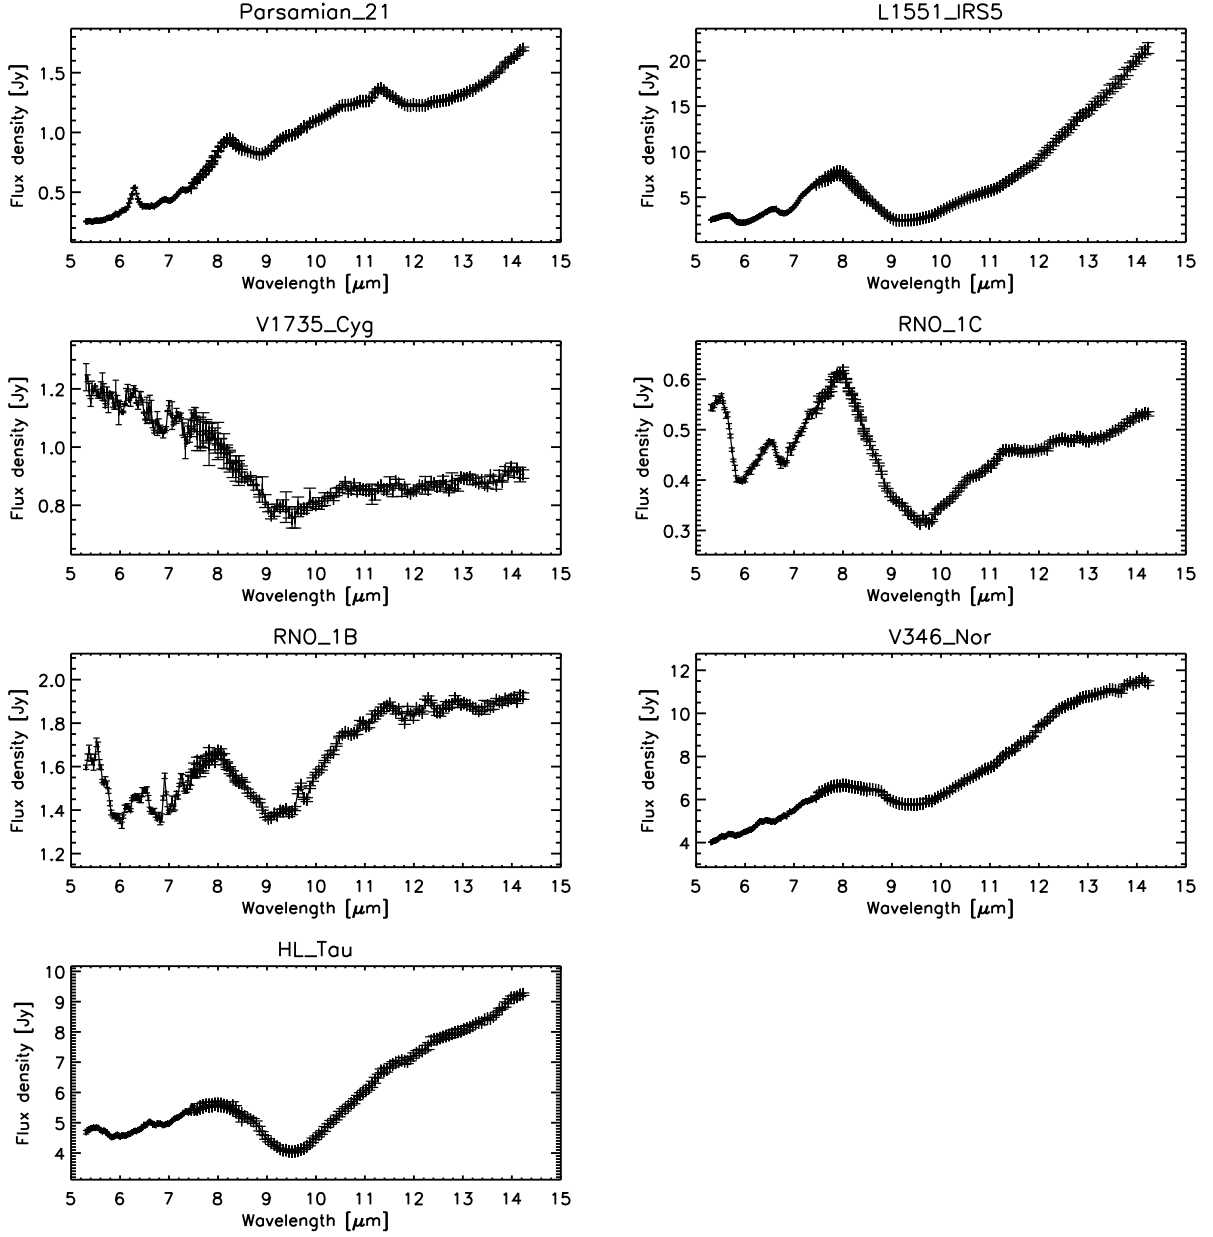 Parsamian_21
Flux density [Jy]
1.5
1.0
0.5
5 6 7 8 9 10 11 12 13 14 15
Wavelength [μm]
L1551_IRS5
Flux density [Jy]
20
15
10
5
5 6 7 8 9 10 11 12 13 14 15
Wavelength [μm]
V1735_Cyg
Flux density [Jy]
1.2
1.0
0.8
5 6 7 8 9 10 11 12 13 14 15
Wavelength [μm]
RNO_1C
Flux density [Jy]
0.6
0.5
0.4
0.3
5 6 7 8 9 10 11 12 13 14 15
Wavelength [μm]
RNO_1B
Flux density [Jy]
2.0
1.8
1.6
1.4
1.2
5 6 7 8 9 10 11 12 13 14 15
Wavelength [μm]
V346_Nor
Flux density [Jy]
12
10
8
6
4
5 6 7 8 9 10 11 12 13 14 15
Wavelength [μm]
HL_Tau
Flux density [Jy]
10
9
8
7
6
5
4
5 6 7 8 9 10 11 12 13 14 15
Wavelength [μm]